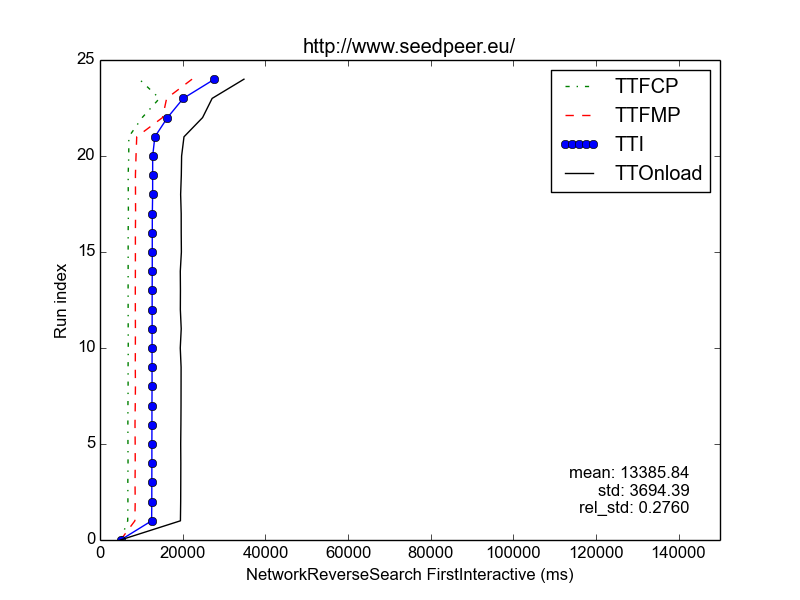 http://www.seedpeer.eu/
25
20
15
10
5
0
Run index
TTFCP
TTFMP
TTI
TTOnload
mean: 13385.84
std: 3694.39
rel_std: 0.2760
0 20000 40000 60000 80000 100000 120000 140000
NetworkReverseSearch FirstInteractive (ms)